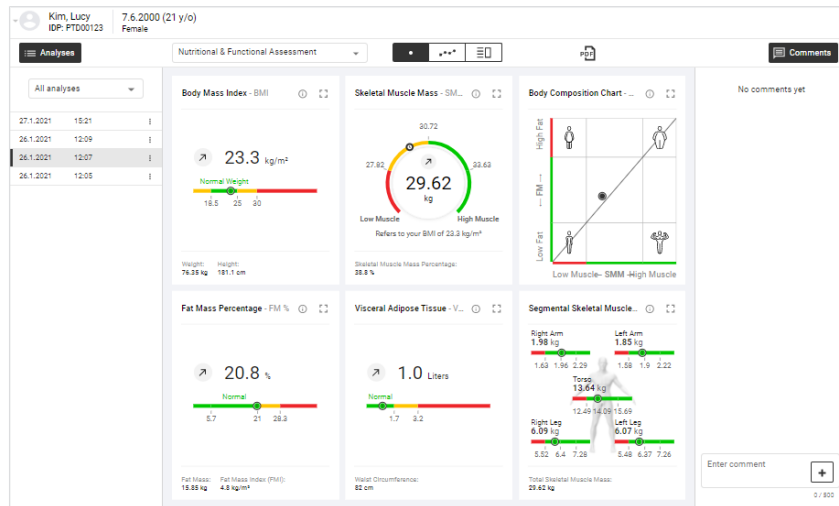 Kim, Lucy
IDP: PTD00123
7.6.2000 (21 y/o)
Female
Analyses
Nutritional & Functional Assessment
PDF
Comments
All analyses
27.1.2021 15:21
26.1.2021 12:09
26.1.2021 12:07
26.1.2021 12:05
Body Mass Index - BMI
23.3 kg/m²
Normal Weight
18.5 25 30
Weight: Height:
76.35 kg 181.1 cm
Skeletal Muscle Mass - SM...
30.72
27.82 33.63
29.62
kg
Low Muscle High Muscle
Refers to your BMI of 23.3 kg/m²
Skeletal Muscle Mass Percentage:
38.8 %
Body Composition Chart - ...
High Fat
← FM →
Low Fat
Low Muscle← SMM →High Muscle
Fat Mass Percentage - FM %
20.8 %
Normal
5.7 21 28.3
Fat Mass: Fat Mass Index (FMI):
15.85 kg 4.8 kg/m²
Visceral Adipose Tissue - V...
1.0 Liters
Normal
1.7 3.2
Waist Circumference:
82 cm
Segmental Skeletal Muscle...
Right Arm
1.98 kg
1.63 1.96 2.29
Left Arm
1.85 kg
1.58 1.9 2.22
Torso
13.64 kg
12.49 14.09 15.69
Right Leg
6.09 kg
5.52 6.4 7.28
Left Leg
6.07 kg
5.48 6.37 7.26
Total Skeletal Muscle Mass:
29.62 kg
No comments yet
Enter comment
+
0 / 800